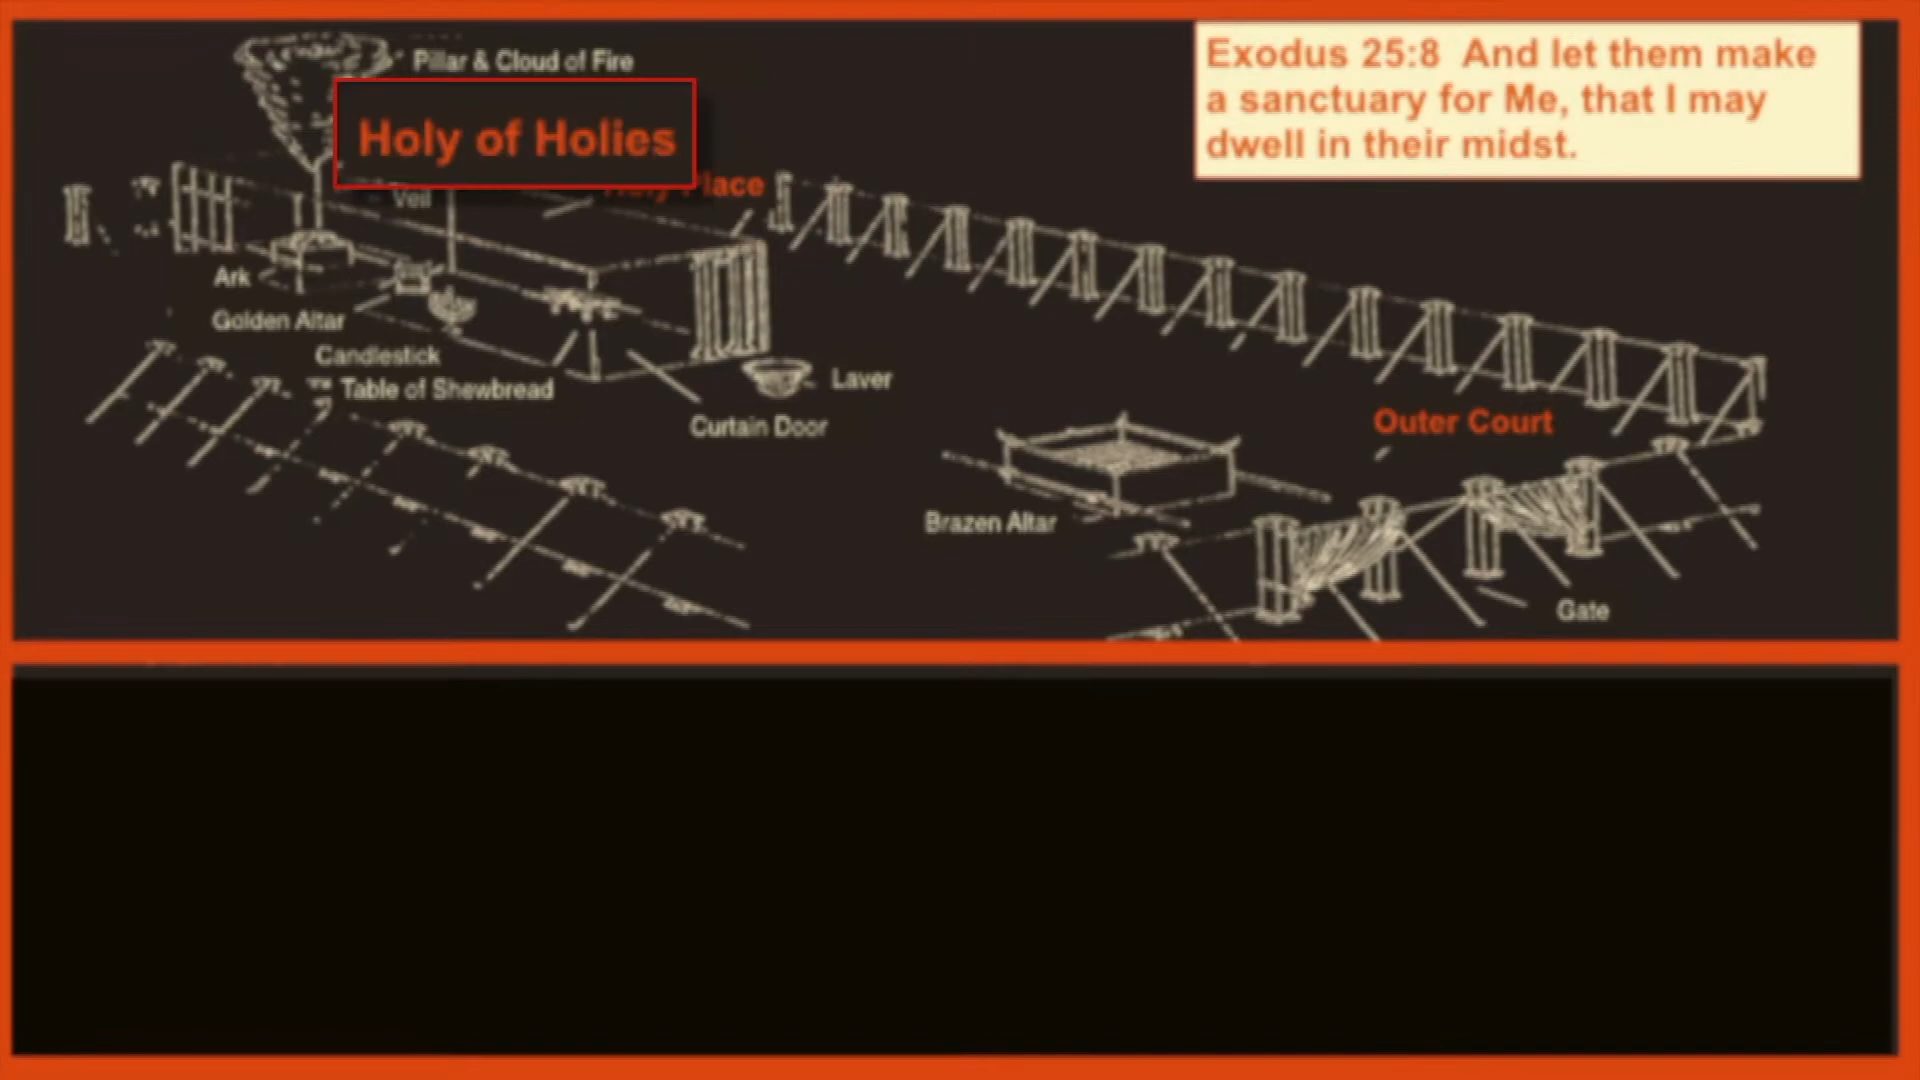 Pillar & Cloud of Fire
Exodus 25:8 And let them make
a sanctuary for Me, that I may
dwell in their midst.
Holy of Holies
Holy Place
Veil
Ark
Golden Altar
Candlestick
Table of Shewbread
Laver
Curtain Door
Outer Court
Brazen Altar
Gate